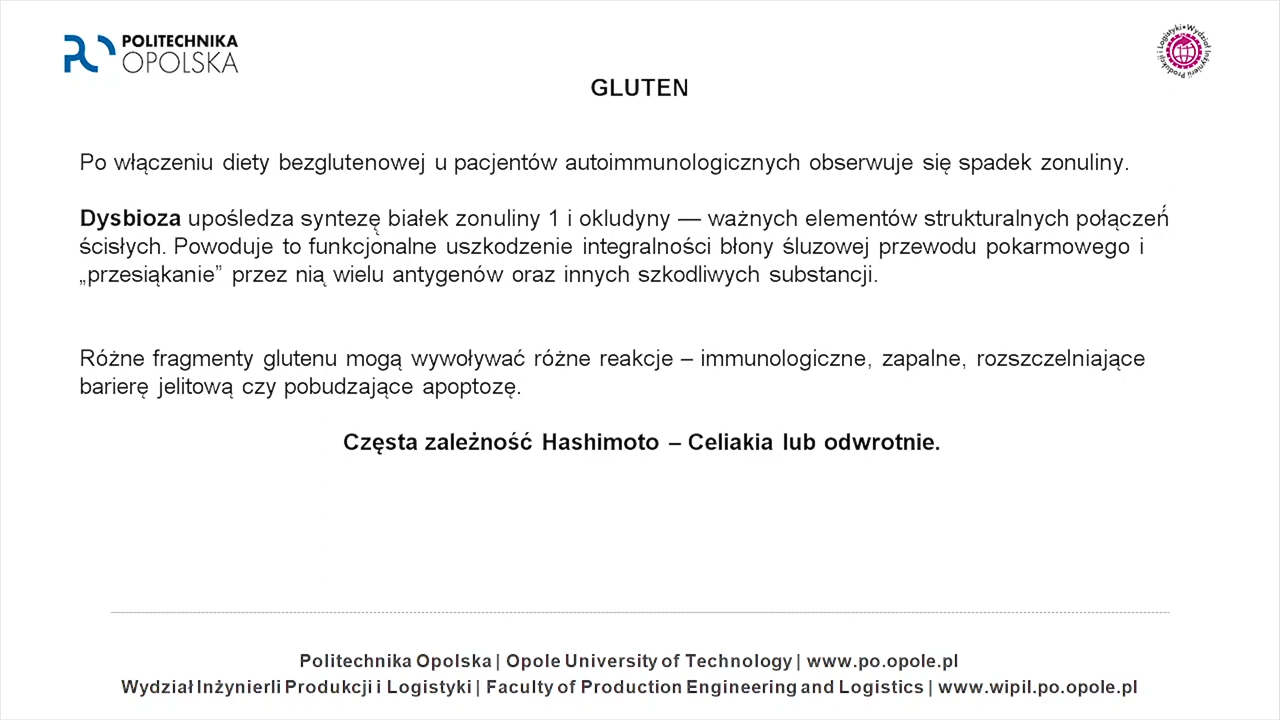 POLITECHNIKA
OPOLSKA
Wydział Inżynierii Produkcji i Logistyki
GLUTEN
Po włączeniu diety bezglutenowej u pacjentów autoimmunologicznych obserwuje się spadek zonuliny.
Dysbioza upośledza syntezę białek zonuliny 1 i okludyny — ważnych elementów strukturalnych połączeń
ścisłych. Powoduje to funkcjonalne uszkodzenie integralności błony śluzowej przewodu pokarmowego i
„przesiąkanie” przez nią wielu antygenów oraz innych szkodliwych substancji.
Różne fragmenty glutenu mogą wywoływać różne reakcje – immunologiczne, zapalne, rozszczelniające
barierę jelitową czy pobudzające apoptozę.
Częsta zależność Hashimoto – Celiakia lub odwrotnie.
Politechnika Opolska | Opole University of Technology | www.po.opole.pl
Wydział Inżynierli Produkcji i Logistyki | Faculty of Production Engineering and Logistics | www.wipil.po.opole.pl